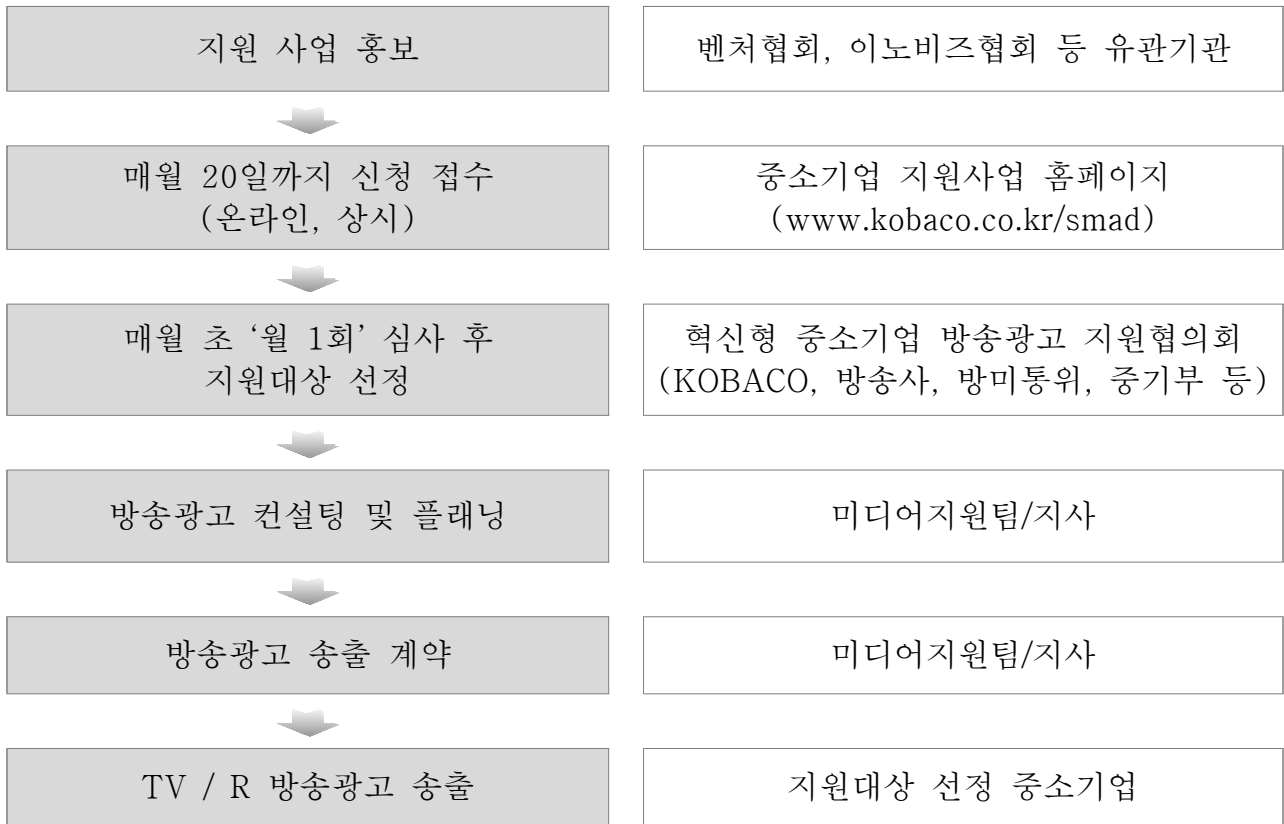 지원 사업 홍보
벤처협회, 이노비즈협회 등 유관기관
매월 20일까지 신청 접수
(온라인, 상시)
중소기업 지원사업 홈페이지
(www.kobaco.co.kr/smad)
매월 초 ‘월 1회’ 심사 후
지원대상 선정
혁신형 중소기업 방송광고 지원협의회
(KOBACO, 방송사, 방미통위, 중기부 등)
방송광고 컨설팅 및 플래닝
미디어지원팀/지사
방송광고 송출 계약
미디어지원팀/지사
TV / R 방송광고 송출
지원대상 선정 중소기업